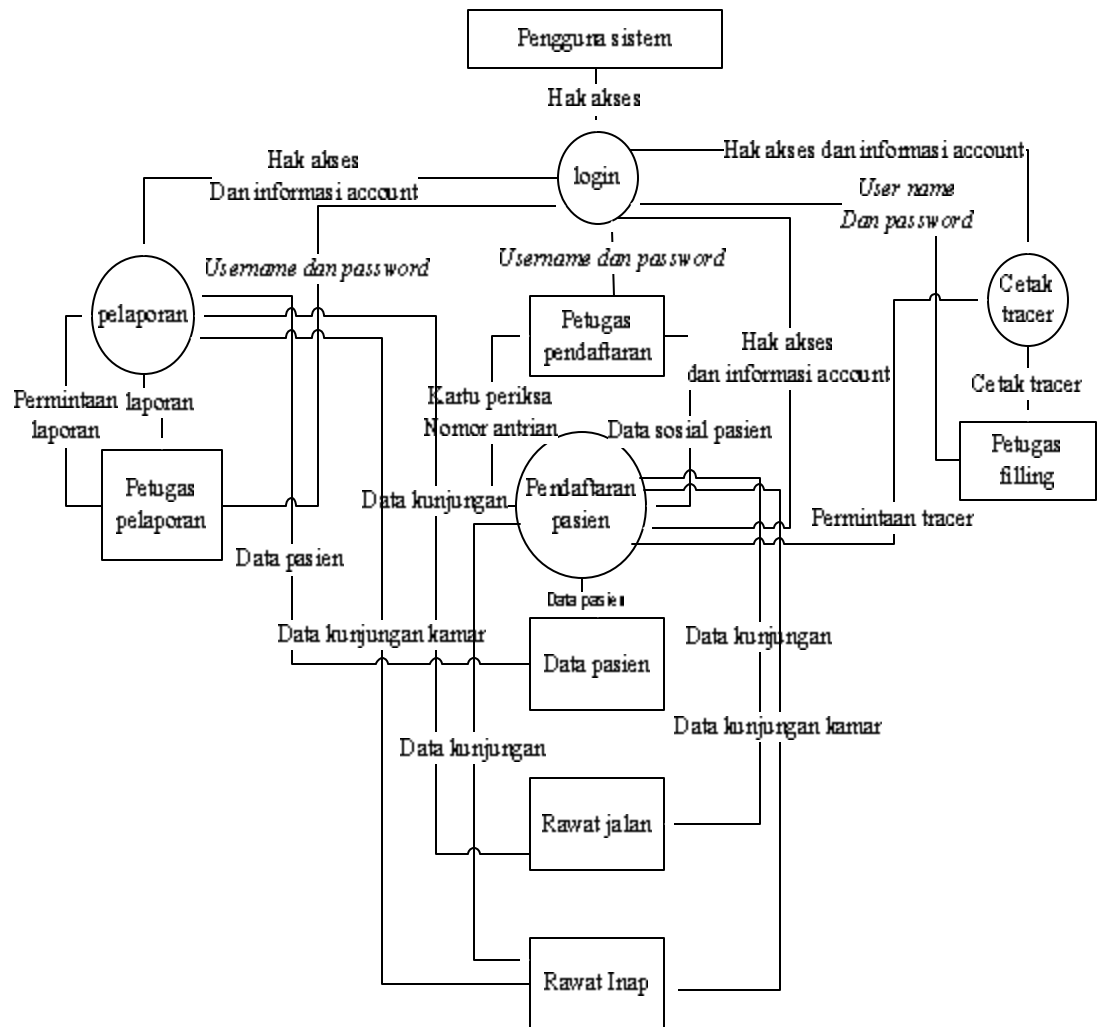 Pengguna sistem
Hak akses
Hak akses
Dan informasi account
login
Hak akses dan informasi account
User name
Dan password
Username dan password
Username dan password
pelaporan
Petugas
pendaftaran
Cetak
tracer
Hak akses
dan informasi account
Permintaan
laporan
laporan
Kartu periksa
Nomor antrian
Data sosial pasien
Cetak tracer
Petugas
filling
Petugas
pelaporan
Data kunjungan
Pendaftaran
pasien
Permintaan tracer
Data pasien
Data pasien
Data kunjungan kamar
Data pasien
Data kunjungan
Data kunjungan
Data kunjungan kamar
Rawat jalan
Rawat Inap